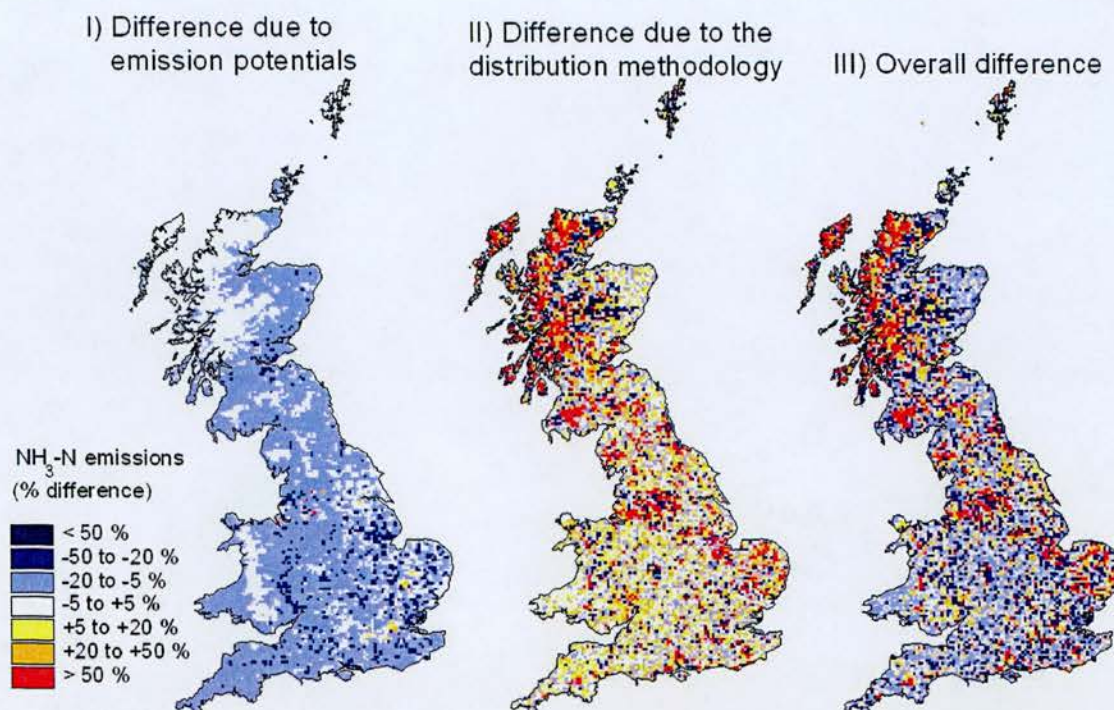 I) Difference due to
emission potentials
II) Difference due to the
distribution methodology
III) Overall difference
NH₃-N emissions
(% difference)
< 50 %
-50 to -20 %
-20 to -5 %
-5 to +5 %
+5 to +20 %
+20 to +50 %
> 50 %